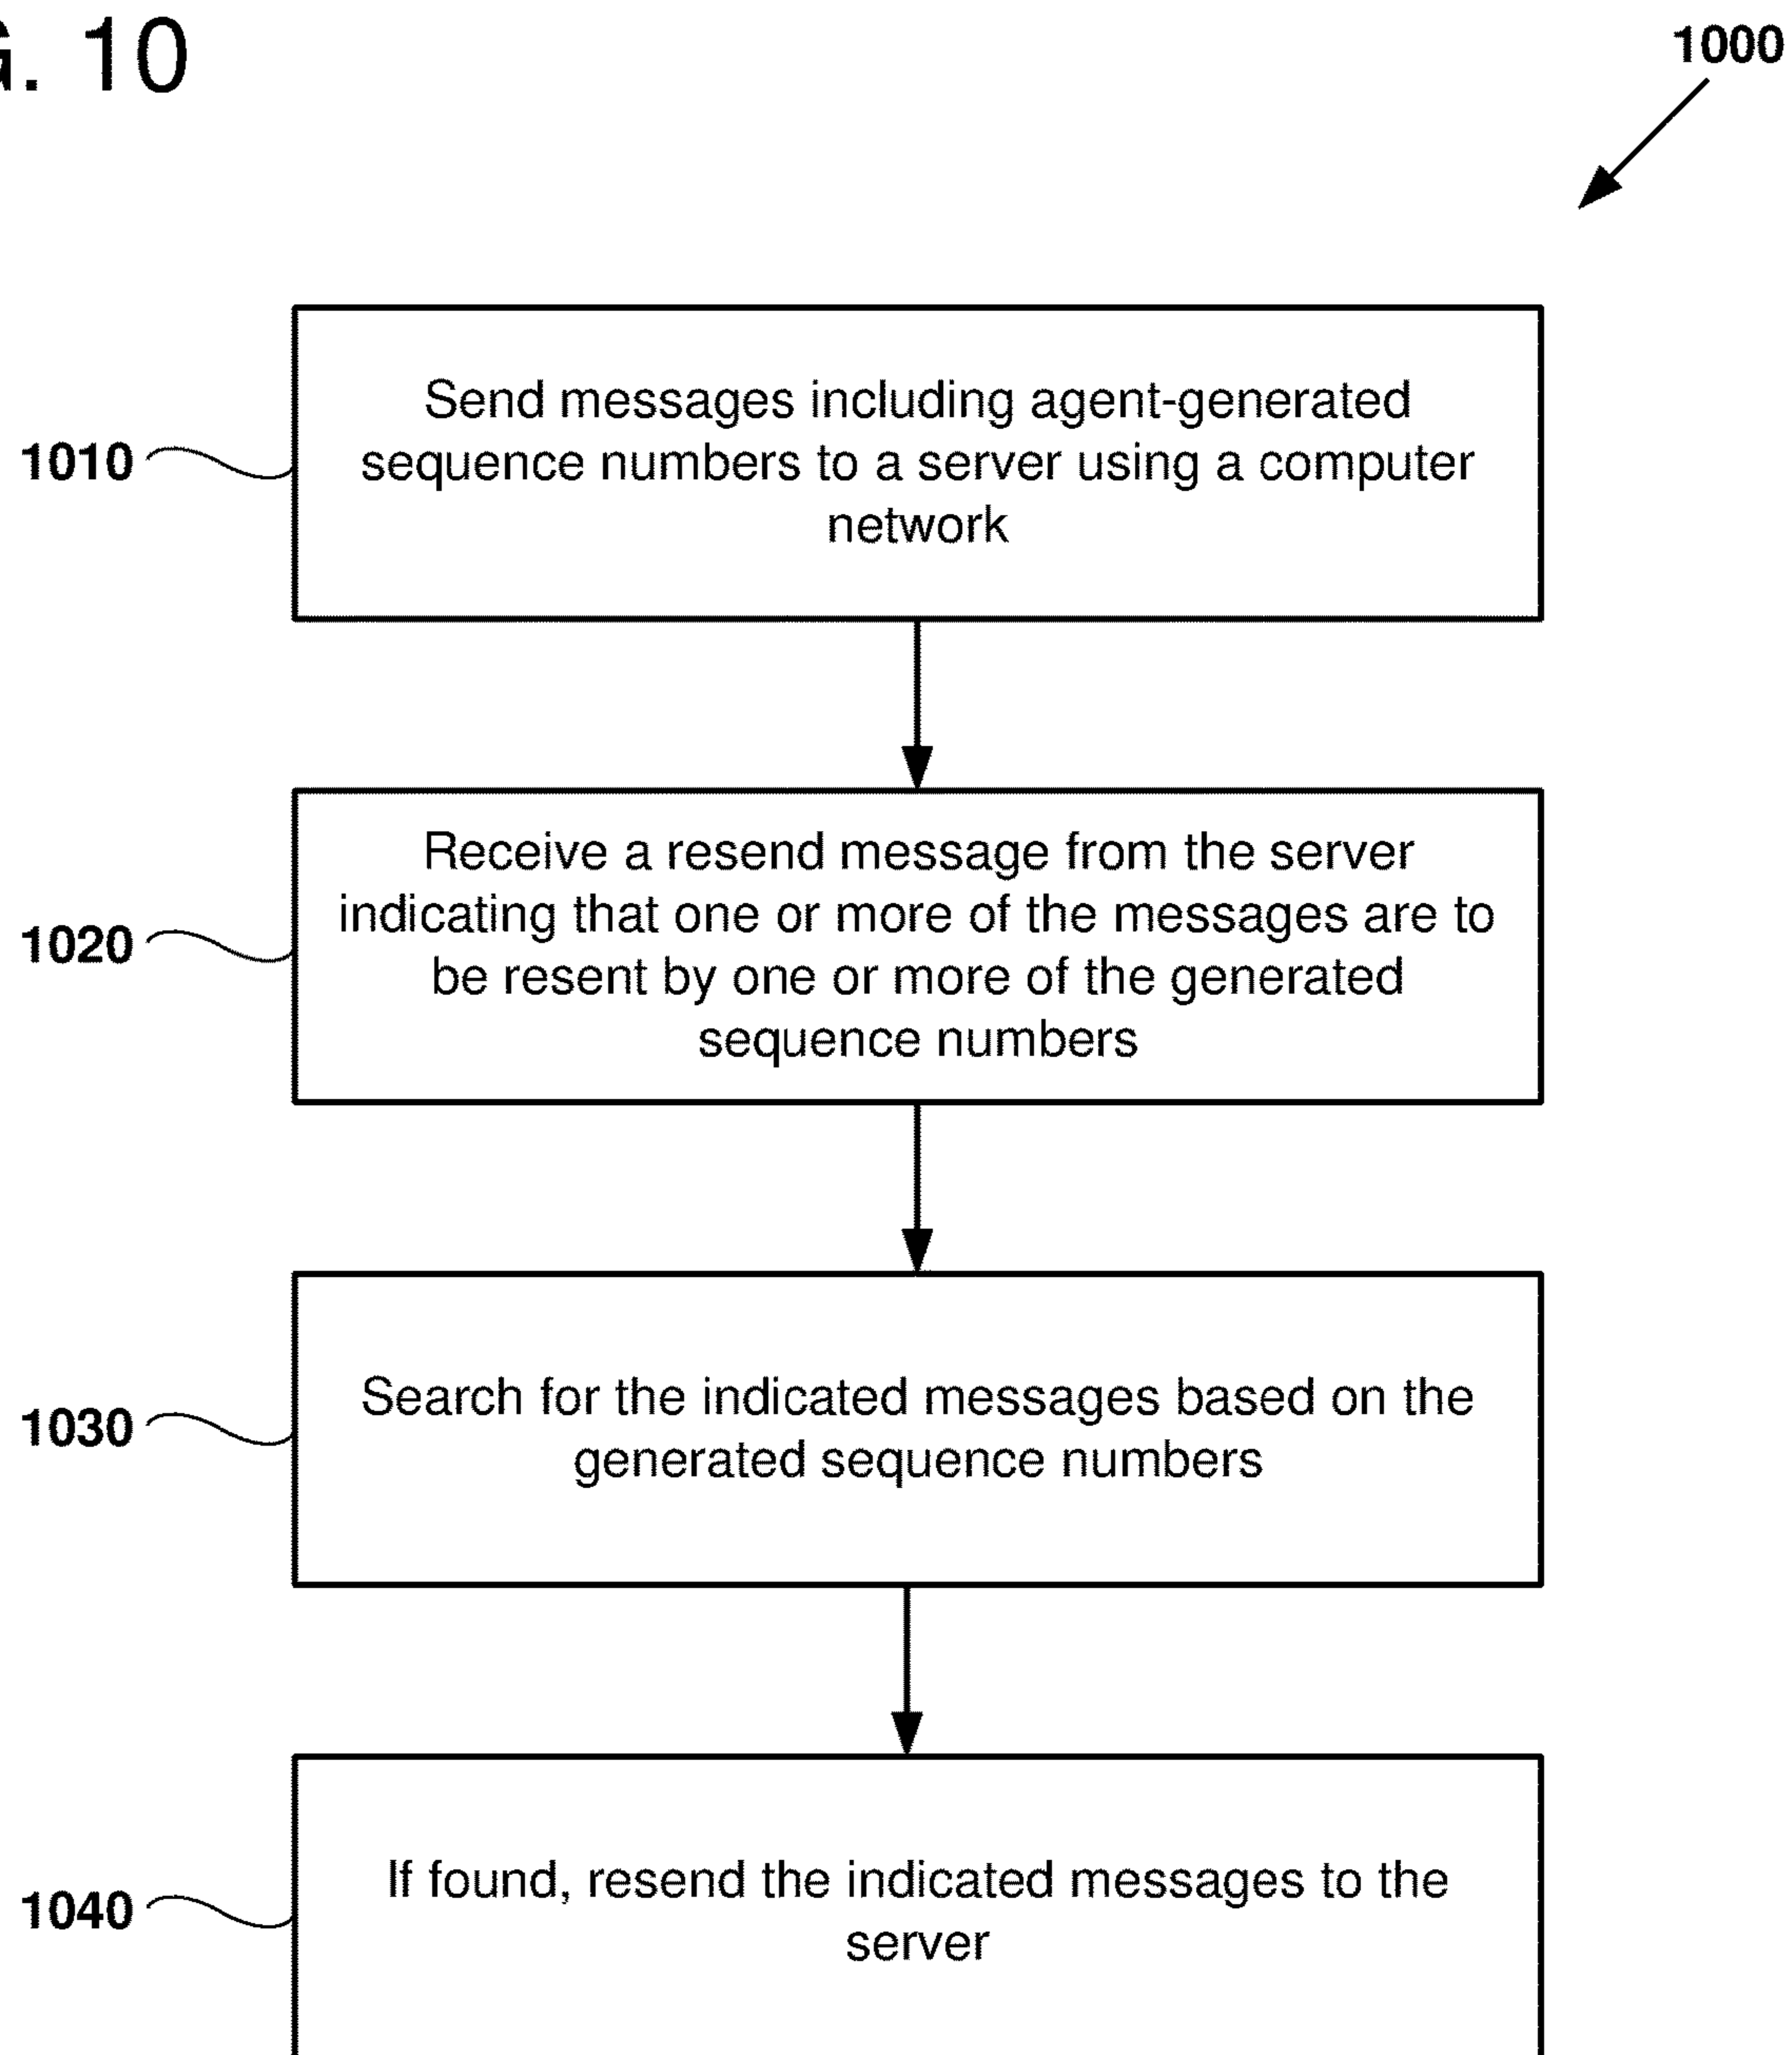 G. 10
1000
Send messages including agent-generated
sequence numbers to a server using a computer
network
1010
Receive a resend message from the server
indicating that one or more of the messages are to
be resent by one or more of the generated
sequence numbers
1020
Search for the indicated messages based on the
generated sequence numbers
1030
If found, resend the indicated messages to the
server
1040